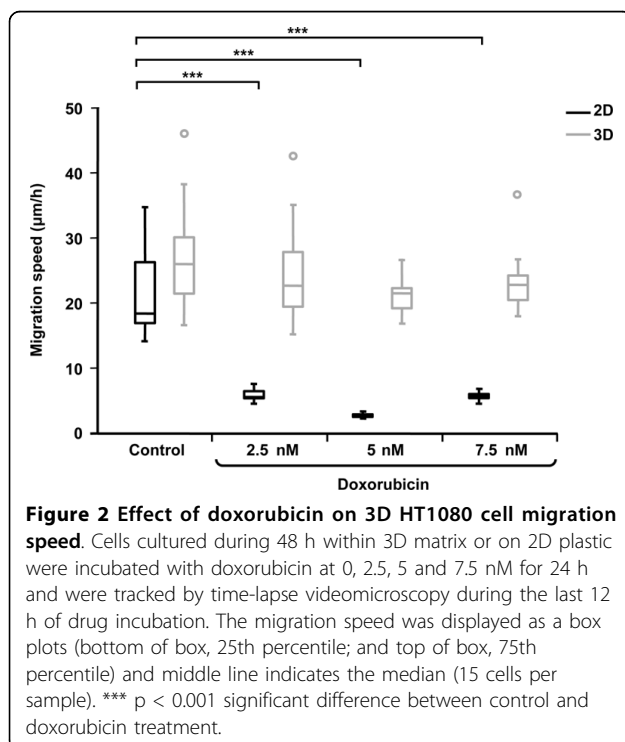 ***
***
***
50
40
30
20
10
0
Migration speed (µm/h)
2D
3D
Control 2.5 nM 5 nM 7.5 nM
Doxorubicin
Figure 2 Effect of doxorubicin on 3D HT1080 cell migration
speed. Cells cultured during 48 h within 3D matrix or on 2D plastic
were incubated with doxorubicin at 0, 2.5, 5 and 7.5 nM for 24 h
and were tracked by time-lapse videomicroscopy during the last 12
h of drug incubation. The migration speed was displayed as a box
plots (bottom of box, 25th percentile; and top of box, 75th
percentile) and middle line indicates the median (15 cells per
sample). *** p < 0.001 significant difference between control and
doxorubicin treatment.